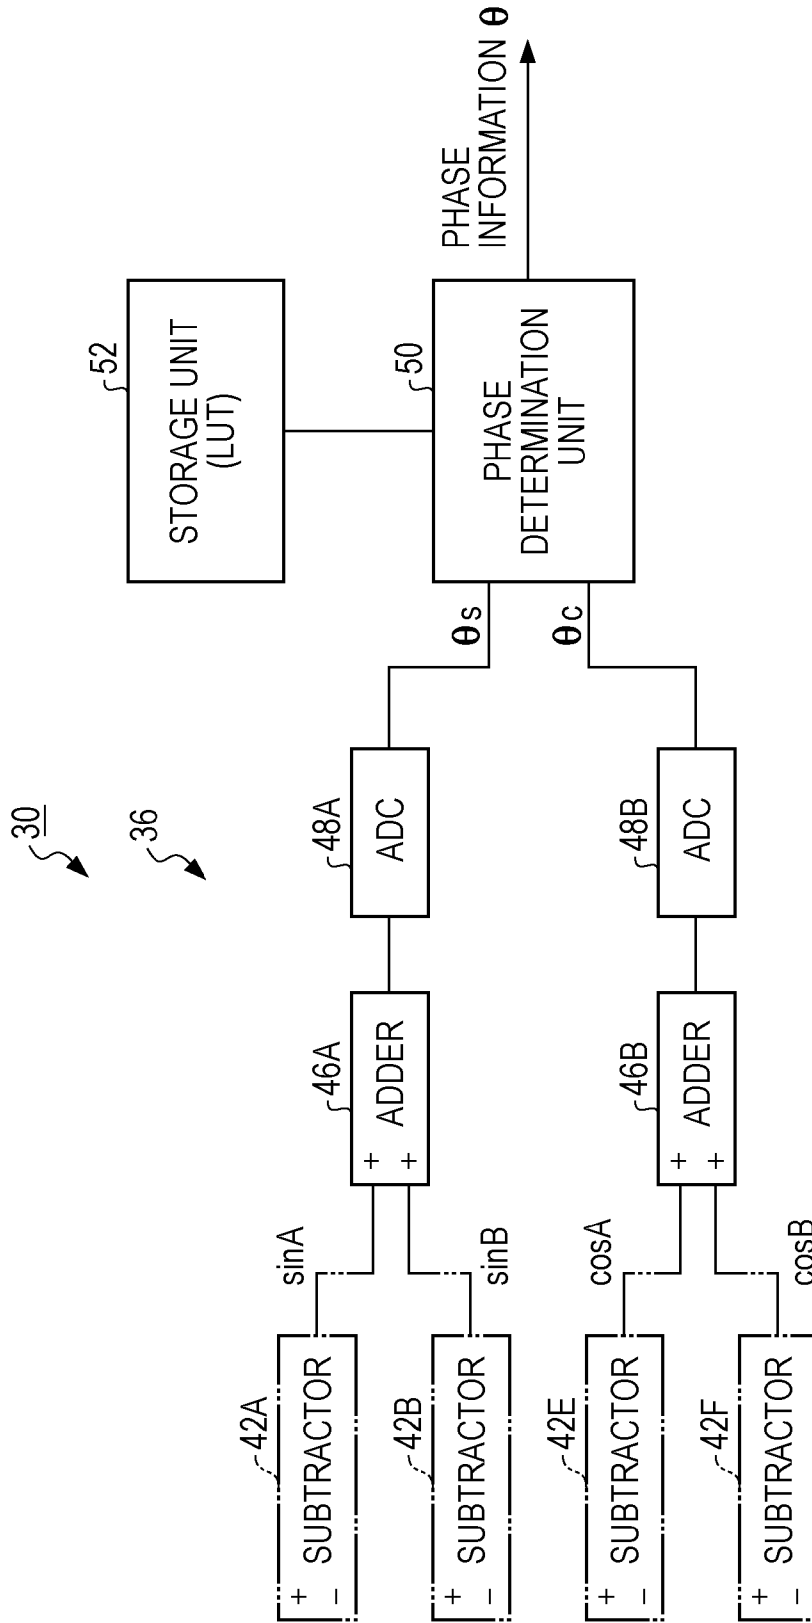 30
36
42A
+
−
SUBTRACTOR
sinA
42B
+
−
SUBTRACTOR
sinB
46A
+
+
ADDER
48A
ADC
θs
42E
+
−
SUBTRACTOR
cosA
42F
+
−
SUBTRACTOR
cosB
46B
+
+
ADDER
48B
ADC
θc
52
STORAGE UNIT
(LUT)
50
PHASE
DETERMINATION
UNIT
PHASE
INFORMATION θ